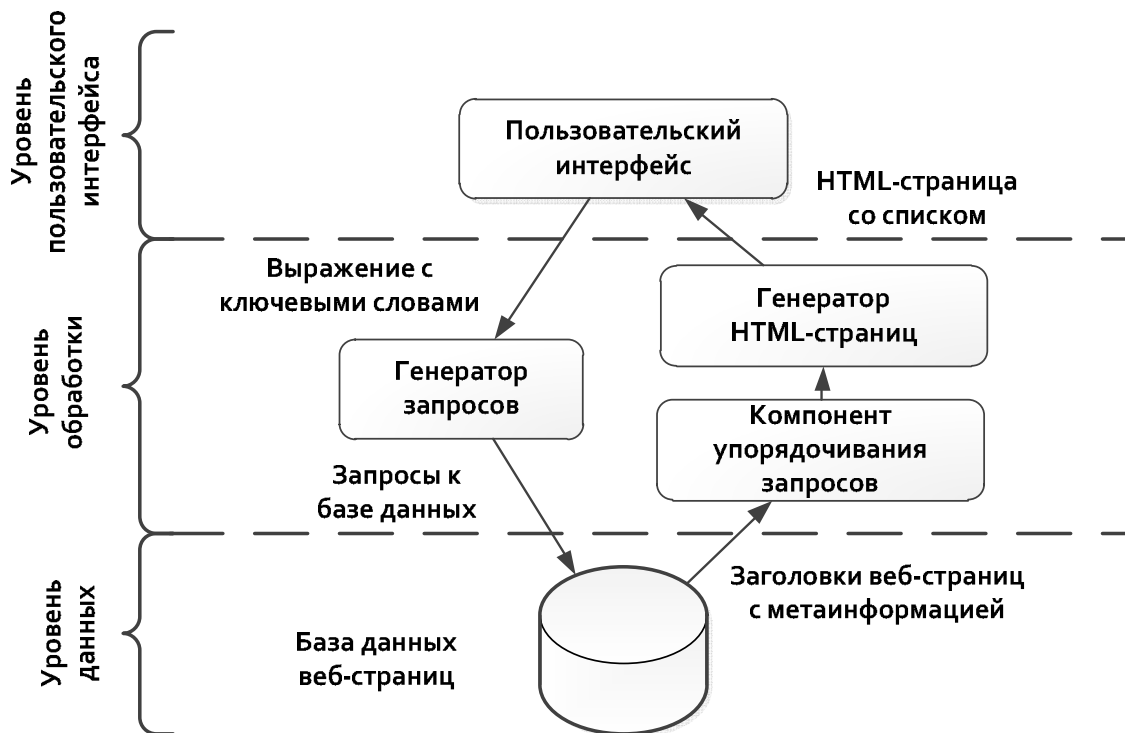 Уровень
пользовательского
интерфейса
Пользовательский
интерфейс
HTML-страница
со списком
Уровень
обработки
Выражение с
ключевыми словами
Генератор
HTML-страниц
Генератор
запросов
Компонент
упорядочивания
запросов
Запросы к
базе данных
Уровень
данных
Заголовки веб-страниц
с метаинформацией
База данных
веб-страниц